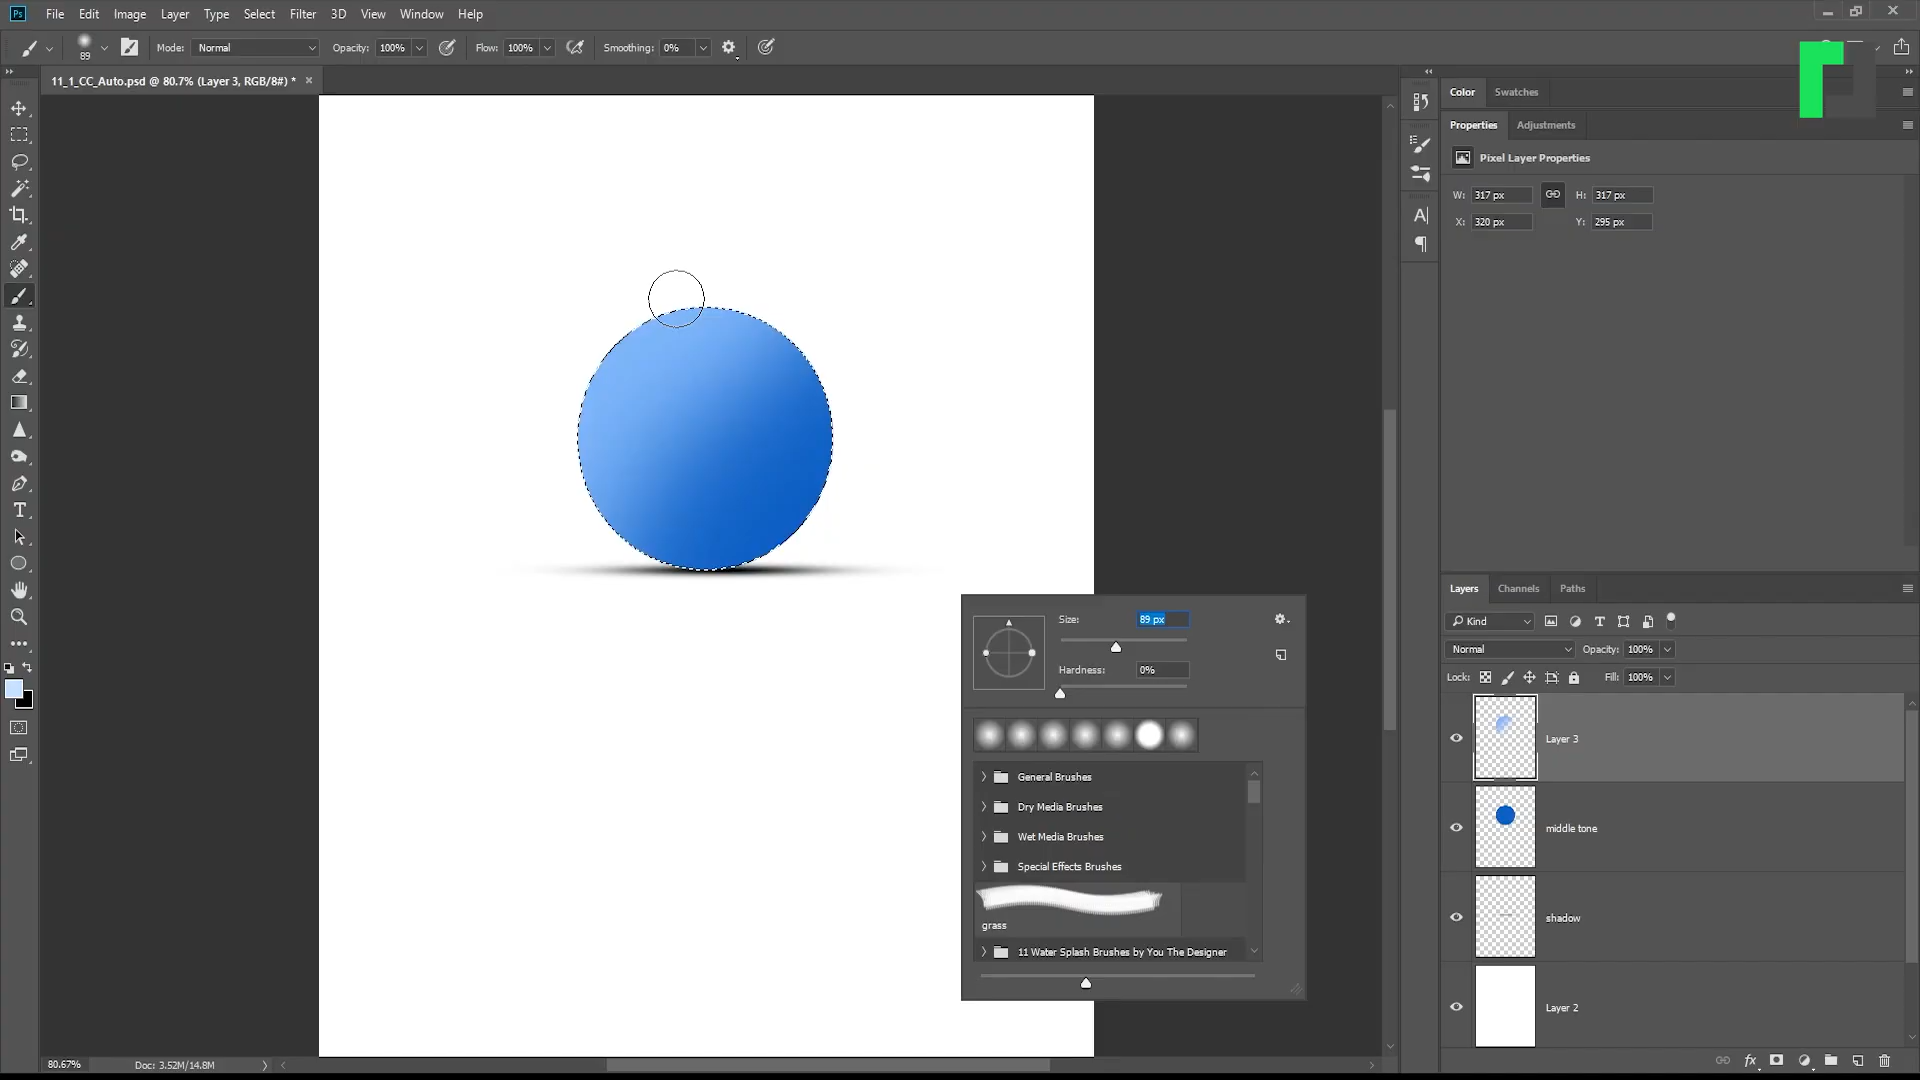 Ps File Edit Image Layer Type Select Filter 3D View Window Help
89 Mode: Normal Opacity: 100% Flow: 100% Smoothing: 0%
11_1_CC_Auto.psd @ 80.7% (Layer 3, RGB/8#) * ×
Color Swatches
Properties Adjustments
Pixel Layer Properties
W: 317 px H: 317 px
X: 320 px Y: 295 px
Size: 89 px
Hardness: 0%
General Brushes
Dry Media Brushes
Wet Media Brushes
Special Effects Brushes
grass
11 Water Splash Brushes by You The Designer
Layers Channels Paths
Kind
Normal Opacity: 100%
Lock: Fill: 100%
Layer 3
middle tone
shadow
Layer 2
80.67% Doc: 3.52M/14.8M